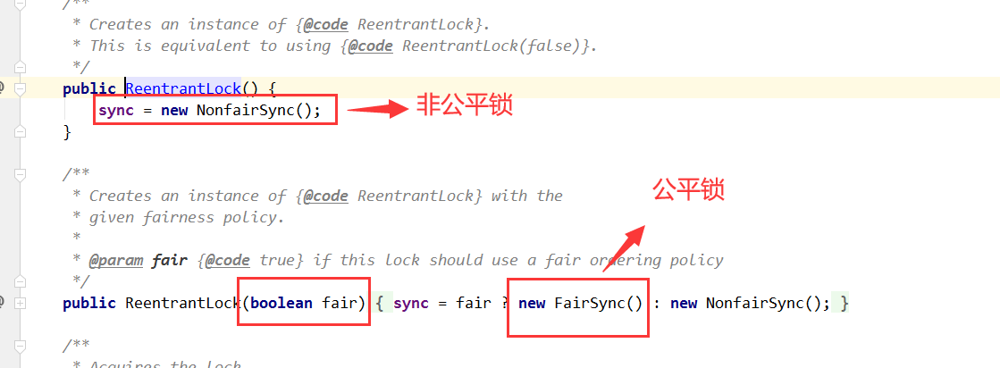 /**
* Creates an instance of {@code ReentrantLock}.
* This is equivalent to using {@code ReentrantLock(false)}.
*/
public ReentrantLock() {
sync = new NonfairSync();
非公平锁
}
/**
* Creates an instance of {@code ReentrantLock} with the
* given fairness policy.
公平锁
*
* @param fair {@code true} if this lock should use a fair ordering policy
*/
public ReentrantLock(boolean fair) { sync = fair ? new FairSync() : new NonfairSync(); }
/**
* Acquires the lock